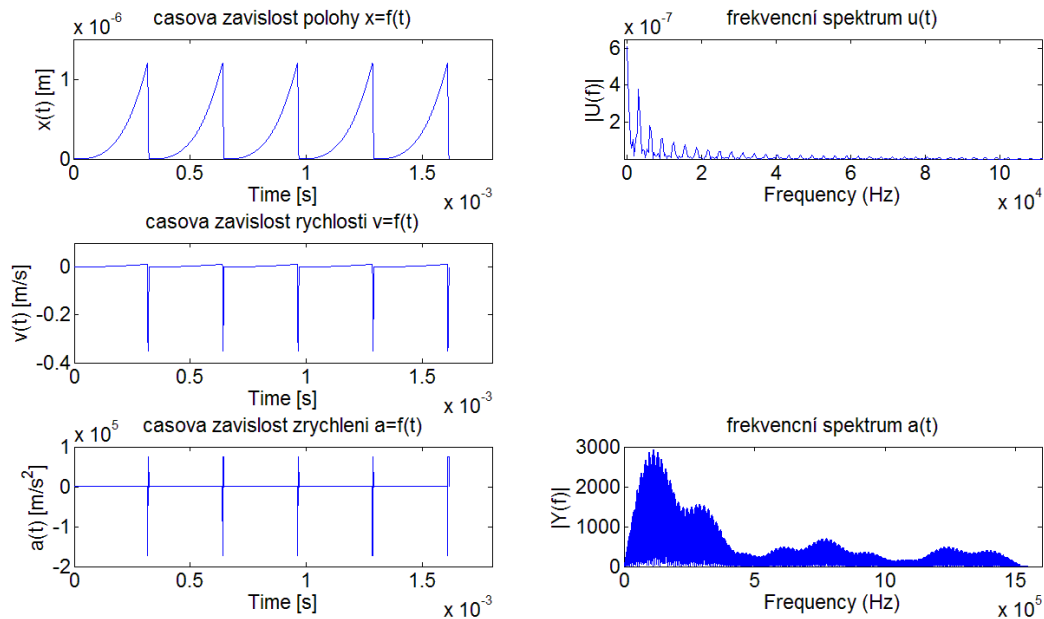 casova zavislost polohy x=f(t)
x 10^-6
x(t) [m]
1
0
0 0.5 1 1.5
Time [s]
x 10^-3
frekvencní spektrum u(t)
x 10^-7
|U(f)|
6
4
2
0 2 4 6 8 10
Frequency (Hz)
x 10^4
casova zavislost rychlosti v=f(t)
v(t) [m/s]
0
-0.2
-0.4
0 0.5 1 1.5
Time [s]
x 10^-3
casova zavislost zrychleni a=f(t)
x 10^5
a(t) [m/s^2]
1
0
-1
-2
0 0.5 1 1.5
Time [s]
x 10^-3
frekvencní spektrum a(t)
|Y(f)|
3000
2000
1000
0
0 5 10 15
Frequency (Hz)
x 10^5